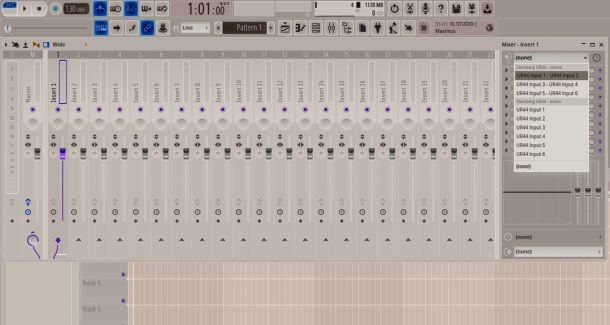 PAT
130.000
1:01:00
B:S:T
4
1170 MB
0
Line
Pattern 1
31.01 FL STUDIO |
Maximus
Wide
Mixer - Insert 1
C
M
1
2
3
4
5
6
7
8
9
10
11
12
13
14
15
16
17
18
19
20
21
22
Master
Insert 1
Insert 2
Insert 3
Insert 4
Insert 5
Insert 6
Insert 7
Insert 8
Insert 9
Insert 10
Insert 11
Insert 12
Insert 13
Insert 14
Insert 15
Insert 16
Insert 17
Insert 18
Insert 19
Insert 20
Insert 21
Insert 22
(none)
Steinberg UR44 - stereo
UR44 Input 1 - UR44 Input 2
UR44 Input 3 - UR44 Input 4
UR44 Input 5 - UR44 Input 6
Steinberg UR44 - mono
UR44 Input 1
UR44 Input 2
UR44 Input 3
UR44 Input 4
UR44 Input 5
UR44 Input 6
(none)
(none)
(none)
Track 4
Track 5